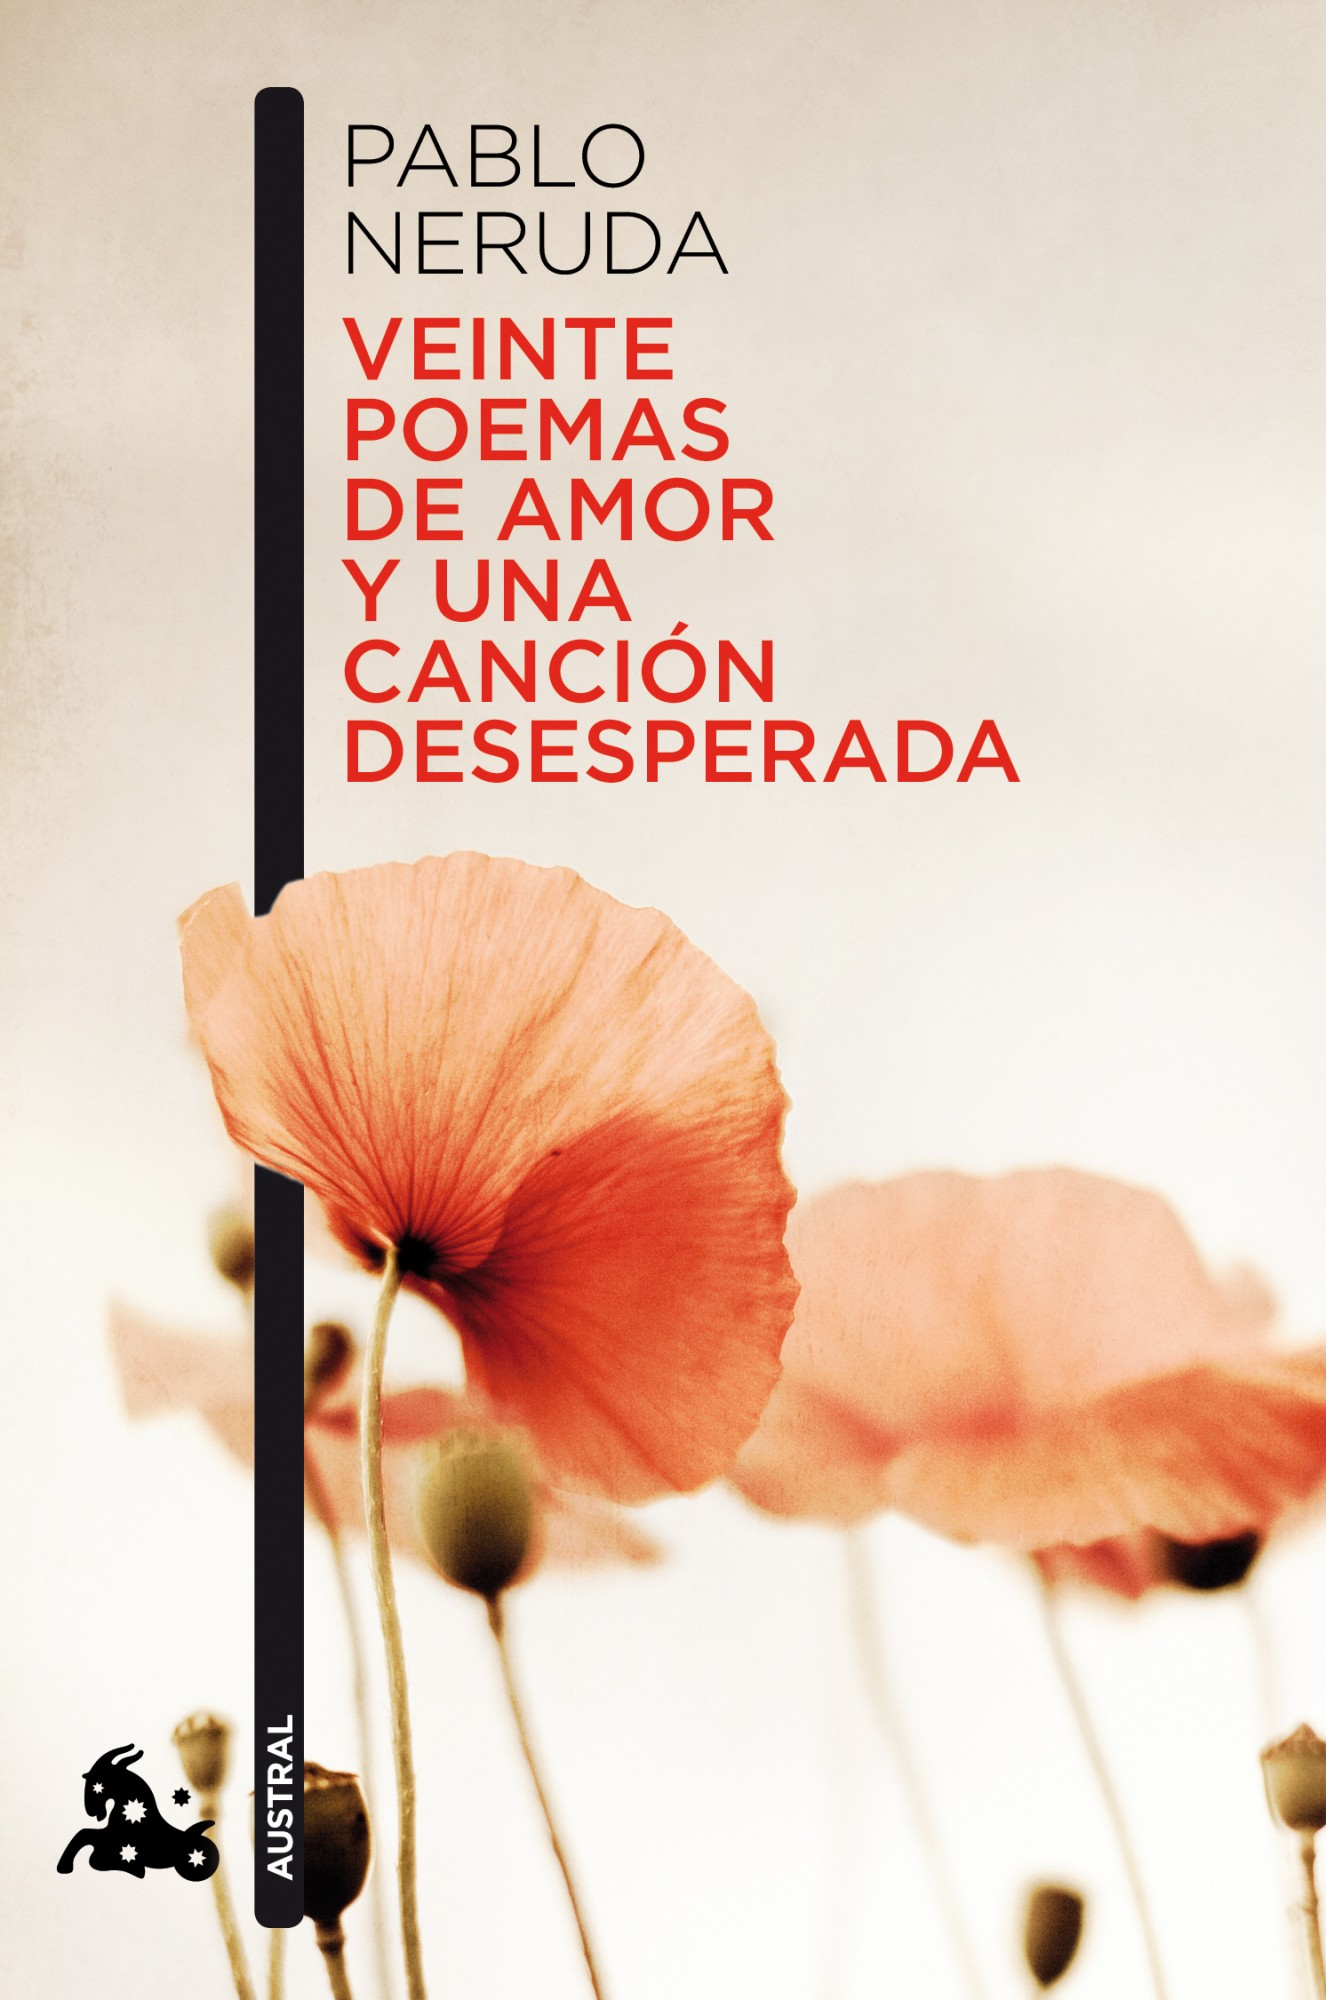 PABLO
NERUDA
VEINTE
POEMAS
DE AMOR
Y UNA
CANCIÓN
DESESPERADA
AUSTRAL